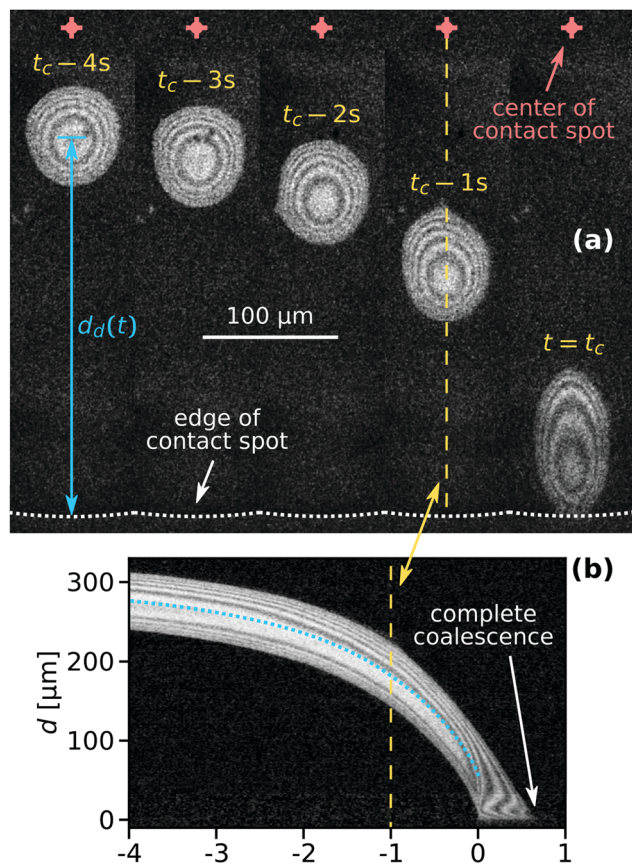 t_c − 4s
t_c − 3s
t_c − 2s
t_c − 1s
center of
contact spot
(a)
d_d(t)
100 μm
t = t_c
edge of
contact spot
(b)
300
200
100
0
d [μm]
complete
coalescence
-4
-3
-2
-1
0
1